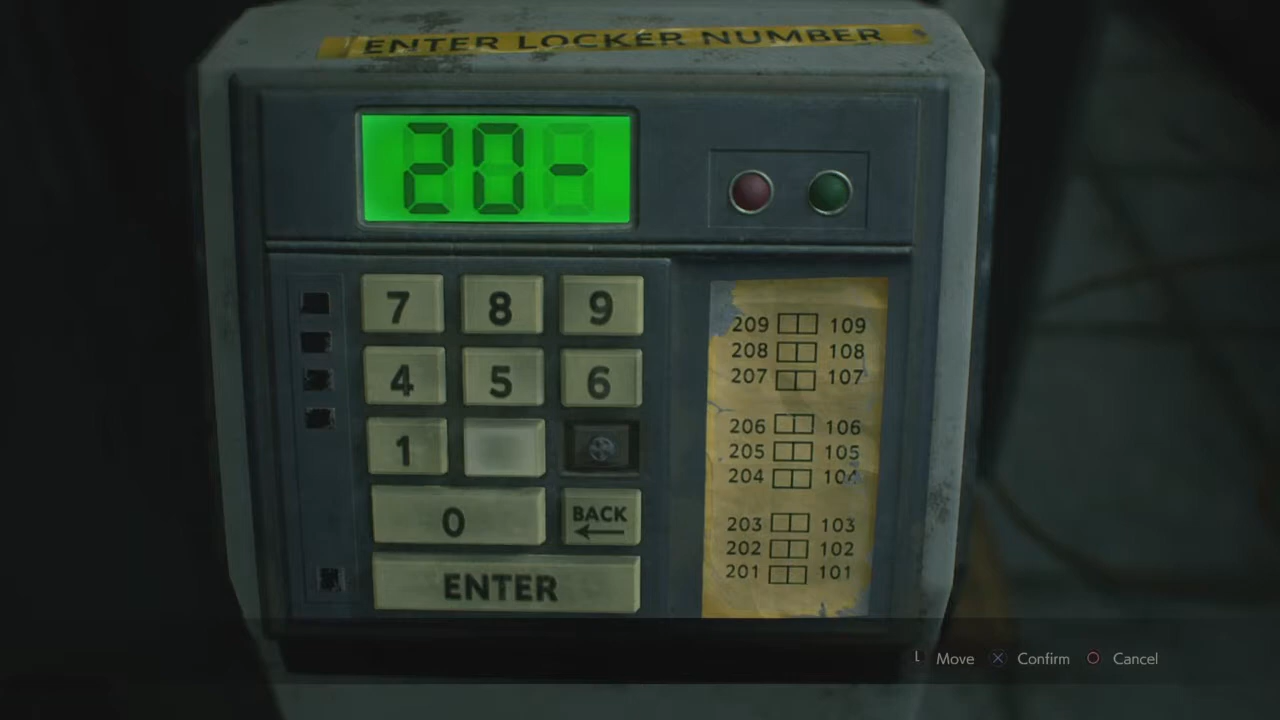 ENTER LOCKER NUMBER
20-
7 8 9
4 5 6
1
0 BACK
ENTER
209 109
208 108
207 107
206 106
205 105
204 104
203 103
202 102
201 101
L Move Confirm Cancel